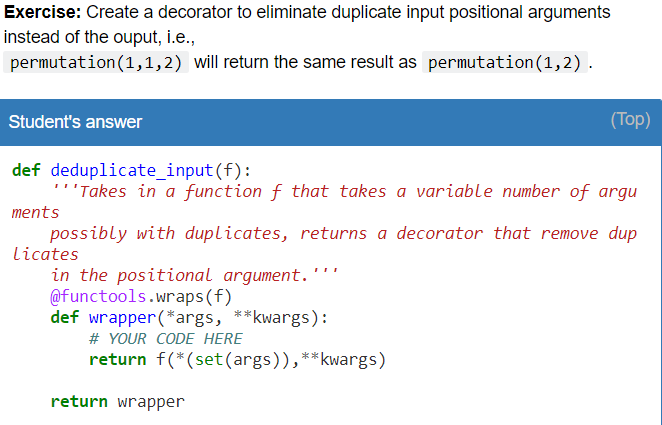 Exercise: Create a decorator to eliminate duplicate input positional arguments
instead of the ouput, i.e.,
permutation(1,1,2) will return the same result as permutation(1,2) .
Student's answer (Top)
def deduplicate_input(f):
    '''Takes in a function f that takes a variable number of argu
ments
    possibly with duplicates, returns a decorator that remove dup
licates
    in the positional argument.'''
    @functools.wraps(f)
    def wrapper(*args, **kwargs):
        # YOUR CODE HERE
        return f(*(set(args)),**kwargs)
    return wrapper